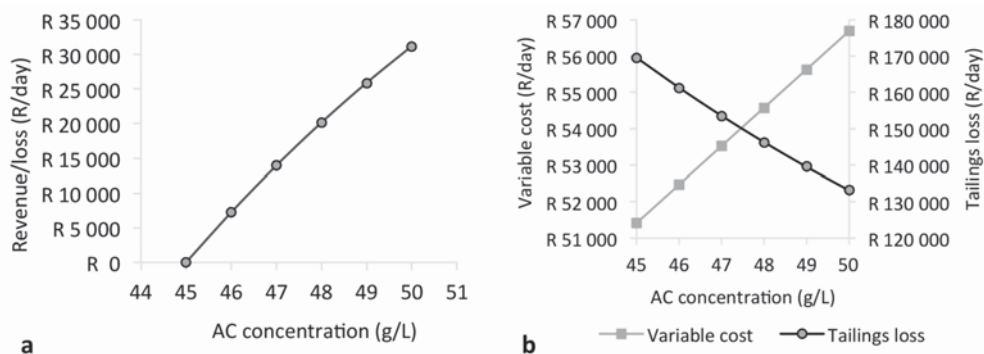 R 35 000
R 30 000
R 25 000
R 20 000
R 15 000
R 10 000
R 5 000
R 0
Revenue/loss (R/day)
44 45 46 47 48 49 50 51
AC concentration (g/L)
a
R 57 000
R 56 000
R 55 000
R 54 000
R 53 000
R 52 000
R 51 000
Variable cost (R/day)
R 180 000
R 170 000
R 160 000
R 150 000
R 140 000
R 130 000
R 120 000
Tailings loss (R/day)
45 46 47 48 49 50
AC concentration (g/L)
b
Variable cost Tailings loss